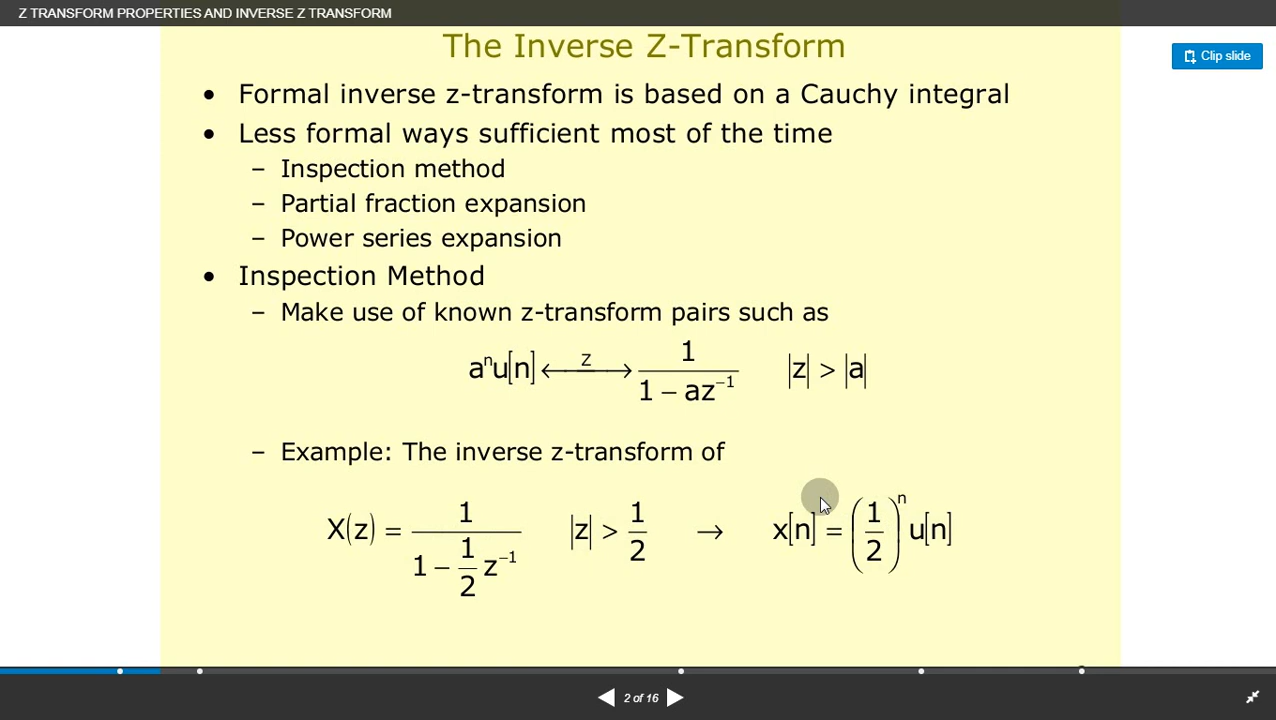 Z TRANSFORM PROPERTIES AND INVERSE Z TRANSFORM
Clip slide
The Inverse Z-Transform
• Formal inverse z-transform is based on a Cauchy integral
• Less formal ways sufficient most of the time
– Inspection method
– Partial fraction expansion
– Power series expansion
• Inspection Method
– Make use of known z-transform pairs such as
aⁿu[n] ←Z→ 1/(1 − az⁻¹) |z| > |a|
– Example: The inverse z-transform of
X(z) = 1/(1 − (1/2)z⁻¹) |z| > 1/2 → x[n] = (1/2)ⁿ u[n]
2 of 16